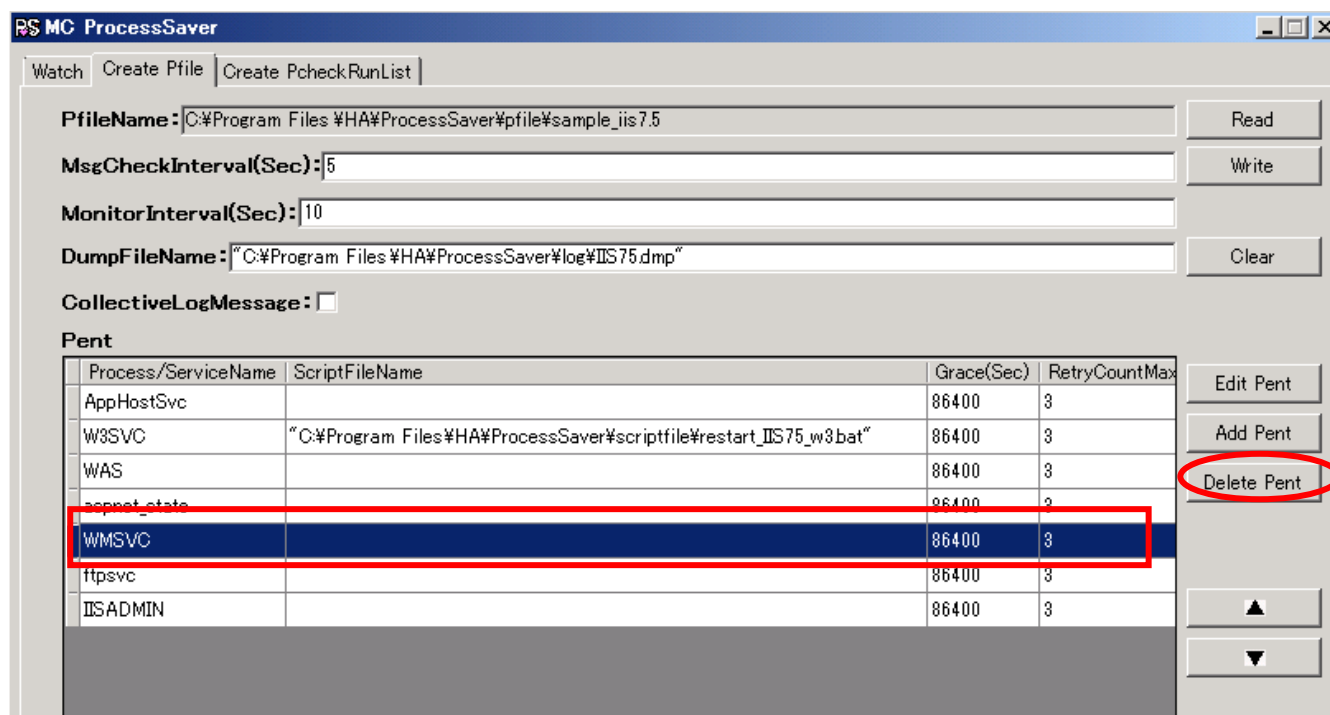 PS MC ProcessSaver
Watch Create Pfile Create PcheckRunList
PfileName: C:¥Program Files ¥HA¥ProcessSaver¥pfile¥sample_iis7.5 Read
MsgCheckInterval(Sec): 5 Write
MonitorInterval(Sec): 10
DumpFileName: "C:¥Program Files ¥HA¥ProcessSaver¥log¥IIS75.dmp" Clear
CollectiveLogMessage:
Pent
Process/ServiceName ScriptFileName Grace(Sec) RetryCountMax Edit Pent
AppHostSvc 86400 3
W3SVC "C:¥Program Files¥HA¥ProcessSaver¥scriptfile¥restart_IIS75_w3.bat" 86400 3 Add Pent
WAS 86400 3 Delete Pent
aspnet_state 86400 3
WMSVC 86400 3
ftpsvc 86400 3
IISADMIN 86400 3 ▲
▼